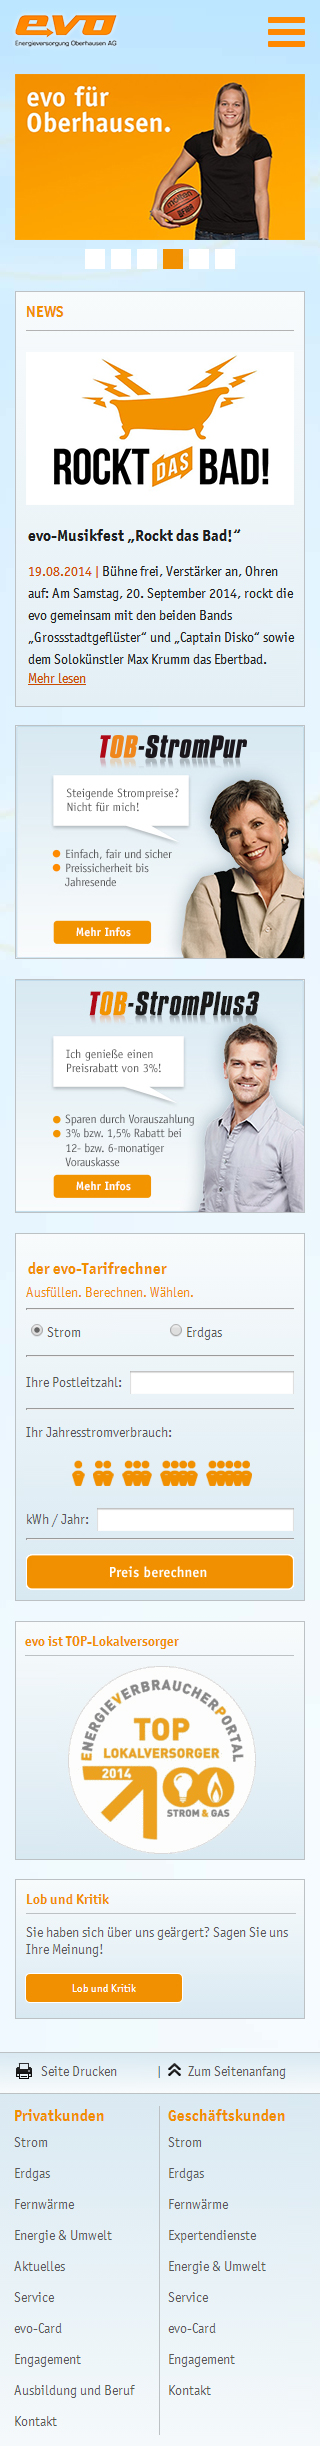 evo
Energieversorgung Oberhausen AG
evo für
Oberhausen.
NEWS
ROCKT DAS BAD!
evo-Musikfest „Rockt das Bad!“
19.08.2014 | Bühne frei, Verstärker an, Ohren
auf: Am Samstag, 20. September 2014, rockt die
evo gemeinsam mit den beiden Bands
„Grossstadtgeflüster“ und „Captain Disko“ sowie
dem Solokünstler Max Krumm das Ebertbad.
Mehr lesen
TOB-StromPur
Steigende Strompreise?
Nicht für mich!
Einfach, fair und sicher
Preissicherheit bis
Jahresende
Mehr Infos
TOB-StromPlus3
Ich genieße einen
Preisrabatt von 3%!
Sparen durch Vorauszahlung
3% bzw. 1,5% Rabatt bei
12- bzw. 6-monatiger
Vorauskasse
Mehr Infos
der evo-Tarifrechner
Ausfüllen. Berechnen. Wählen.
Strom Erdgas
Ihre Postleitzahl:
Ihr Jahresstromverbrauch:
kWh / Jahr:
Preis berechnen
evo ist TOP-Lokalversorger
ENERGIEVERBRAUCHERPORTAL
TOP
LOKALVERSORGER
2014
STROM & GAS
Lob und Kritik
Sie haben sich über uns geärgert? Sagen Sie uns
Ihre Meinung!
Lob und Kritik
Seite Drucken | Zum Seitenanfang
Privatkunden
Strom
Erdgas
Fernwärme
Energie & Umwelt
Aktuelles
Service
evo-Card
Engagement
Ausbildung und Beruf
Kontakt
Geschäftskunden
Strom
Erdgas
Fernwärme
Expertendienste
Energie & Umwelt
Service
evo-Card
Engagement
Kontakt